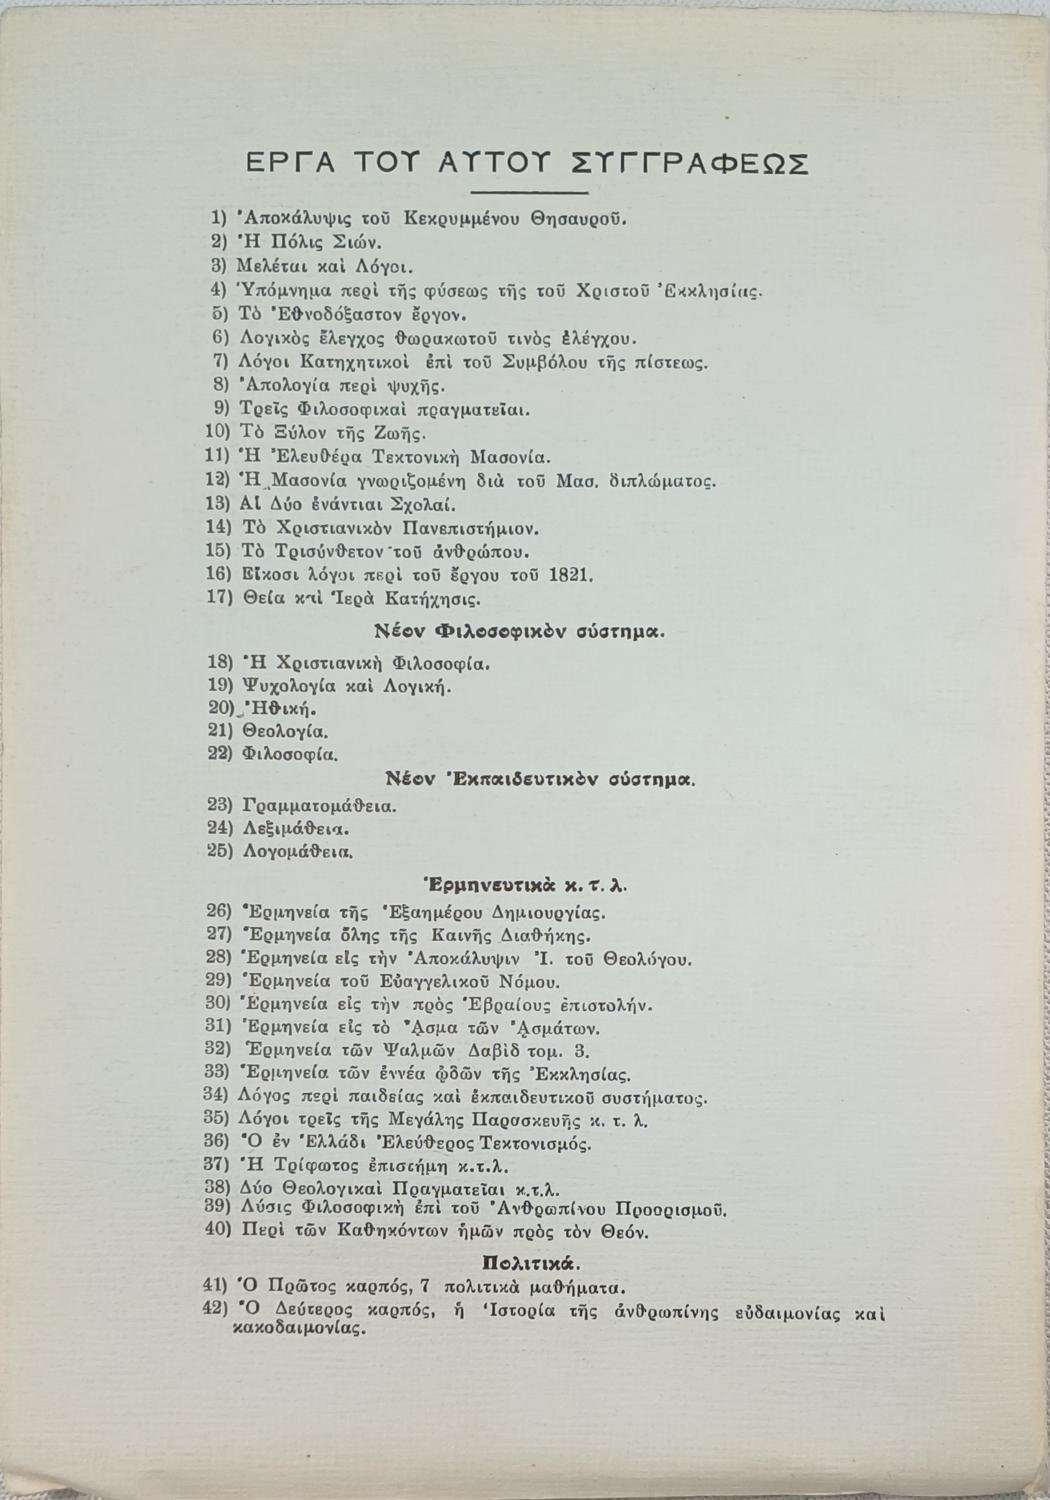 ΕΡΓΑ ΤΟΥ ΑΥΤΟΥ ΣΥΓΓΡΑΦΕΩΣ
1) Ἀποκάλυψις τοῦ Κεκρυμμένου Θησαυροῦ.
2) Ἡ Πόλις Σιών.
3) Μελέται καὶ Λόγοι.
4) Ὑπόμνημα περὶ τῆς φύσεως τῆς τοῦ Χριστοῦ Ἐκκλησίας.
5) Τὸ Ἐθνοδόξαστον ἔργον.
6) Λογικὸς ἔλεγχος θωρακωτοῦ τινὸς ἐλέγχου.
7) Λόγοι Κατηχητικοὶ ἐπὶ τοῦ Συμβόλου τῆς πίστεως.
8) Ἀπολογία περὶ ψυχῆς.
9) Τρεῖς Φιλοσοφικαὶ πραγματεῖαι.
10) Τὸ Ξύλον τῆς Ζωῆς.
11) Ἡ Ἐλευθέρα Τεκτονικὴ Μασονία.
12) Ἡ Μασονία γνωριζομένη διὰ τοῦ Μασ. διπλώματος.
13) Αἱ Δύο ἐνάντιαι Σχολαί.
14) Τὸ Χριστιανικὸν Πανεπιστήμιον.
15) Τὸ Τρισύνθετον τοῦ ἀνθρώπου.
16) Εἴκοσι λόγοι περὶ τοῦ ἔργου τοῦ 1821.
17) Θεία καὶ Ἱερὰ Κατήχησις.
Νέον Φιλοσοφικὸν σύστημα.
18) Ἡ Χριστιανικὴ Φιλοσοφία.
19) Ψυχολογία καὶ Λογική.
20) Ἠθική.
21) Θεολογία.
22) Φιλοσοφία.
Νέον Ἐκπαιδευτικὸν σύστημα.
23) Γραμματομάθεια.
24) Λεξιμάθεια.
25) Λογομάθεια.
Ἑρμηνευτικὰ κ. τ. λ.
26) Ἑρμηνεία τῆς Ἑξαημέρου Δημιουργίας.
27) Ἑρμηνεία ὅλης τῆς Καινῆς Διαθήκης.
28) Ἑρμηνεία εἰς τὴν Ἀποκάλυψιν Ἰ. τοῦ Θεολόγου.
29) Ἑρμηνεία τοῦ Εὐαγγελικοῦ Νόμου.
30) Ἑρμηνεία εἰς τὴν πρὸς Ἑβραίους ἐπιστολήν.
31) Ἑρμηνεία εἰς τὸ ᾎσμα τῶν ᾈσμάτων.
32) Ἑρμηνεία τῶν Ψαλμῶν Δαβὶδ τομ. 3.
33) Ἑρμηνεία τῶν ἐννέα ᾠδῶν τῆς Ἐκκλησίας.
34) Λόγος περὶ παιδείας καὶ ἐκπαιδευτικοῦ συστήματος.
35) Λόγοι τρεῖς τῆς Μεγάλης Παρασκευῆς κ. τ. λ.
36) Ὁ ἐν Ἑλλάδι Ἐλεύθερος Τεκτονισμός.
37) Ἡ Τρίφωτος ἐπιστήμη κ.τ.λ.
38) Δύο Θεολογικαὶ Πραγματεῖαι κ.τ.λ.
39) Λύσις Φιλοσοφικὴ ἐπὶ τοῦ Ἀνθρωπίνου Προορισμοῦ.
40) Περὶ τῶν Καθηκόντων ἡμῶν πρὸς τὸν Θεόν.
Πολιτικά.
41) Ὁ Πρῶτος καρπός, 7 πολιτικὰ μαθήματα.
42) Ὁ Δεύτερος καρπός, ἡ Ἱστορία τῆς ἀνθρωπίνης εὐδαιμονίας καὶ
κακοδαιμονίας.